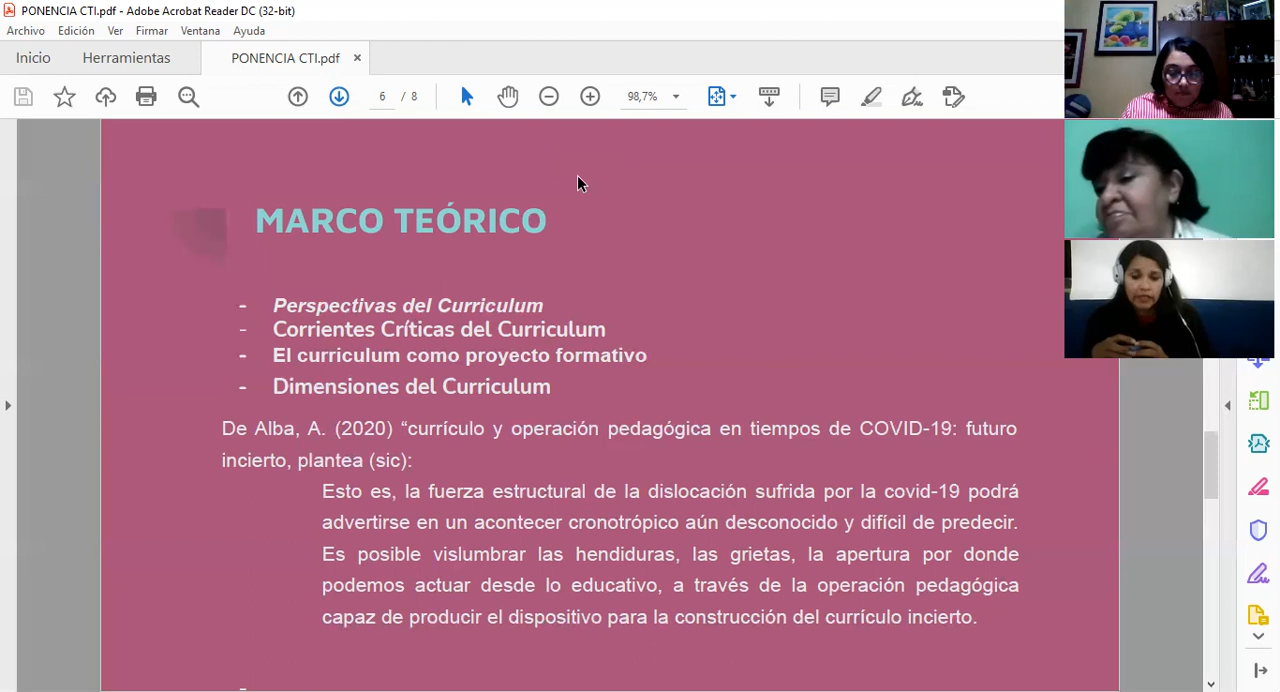 PONENCIA CTI.pdf - Adobe Acrobat Reader DC (32-bit)
Archivo Edición Ver Firmar Ventana Ayuda
Inicio Herramientas PONENCIA CTI.pdf ×
6 / 8 98,7%
MARCO TEÓRICO
- Perspectivas del Curriculum
- Corrientes Críticas del Curriculum
- El curriculum como proyecto formativo
- Dimensiones del Curriculum
De Alba, A. (2020) “currículo y operación pedagógica en tiempos de COVID-19: futuro
incierto, plantea (sic):
Esto es, la fuerza estructural de la dislocación sufrida por la covid-19 podrá
advertirse en un acontecer cronotrópico aún desconocido y difícil de predecir.
Es posible vislumbrar las hendiduras, las grietas, la apertura por donde
podemos actuar desde lo educativo, a través de la operación pedagógica
capaz de producir el dispositivo para la construcción del currículo incierto.
-